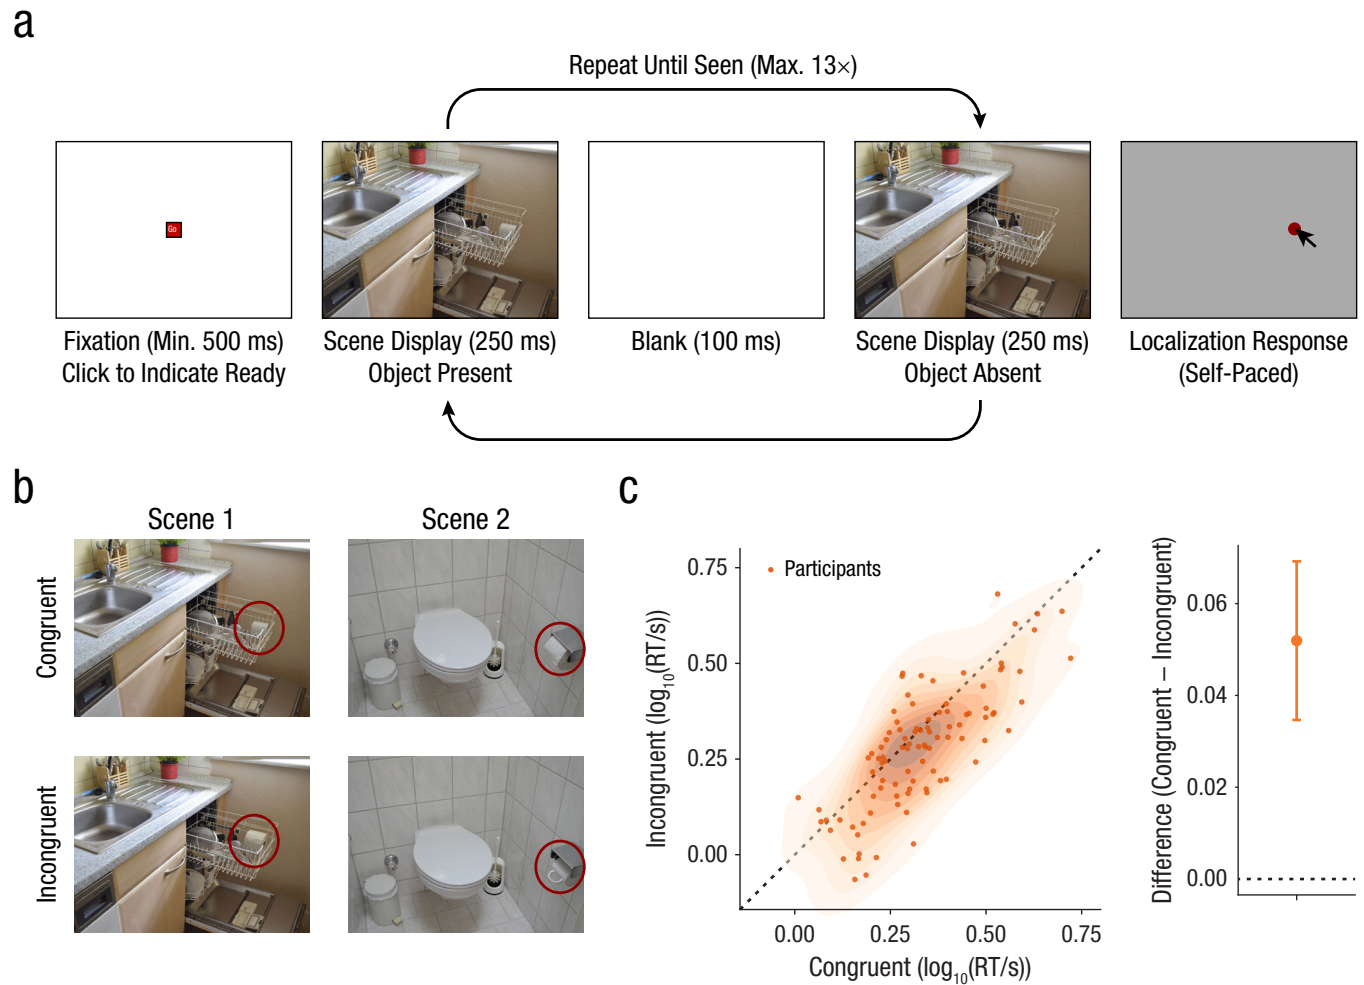 a
Repeat Until Seen (Max. 13×)
Go
Fixation (Min. 500 ms)
Click to Indicate Ready
Scene Display (250 ms)
Object Present
Blank (100 ms)
Scene Display (250 ms)
Object Absent
Localization Response
(Self-Paced)
b
Scene 1
Scene 2
Congruent
Incongruent
c
Participants
Incongruent (log10(RT/s))
0.75
0.50
0.25
0.00
0.00
0.25
0.50
0.75
Congruent (log10(RT/s))
Difference (Congruent – Incongruent)
0.06
0.04
0.02
0.00